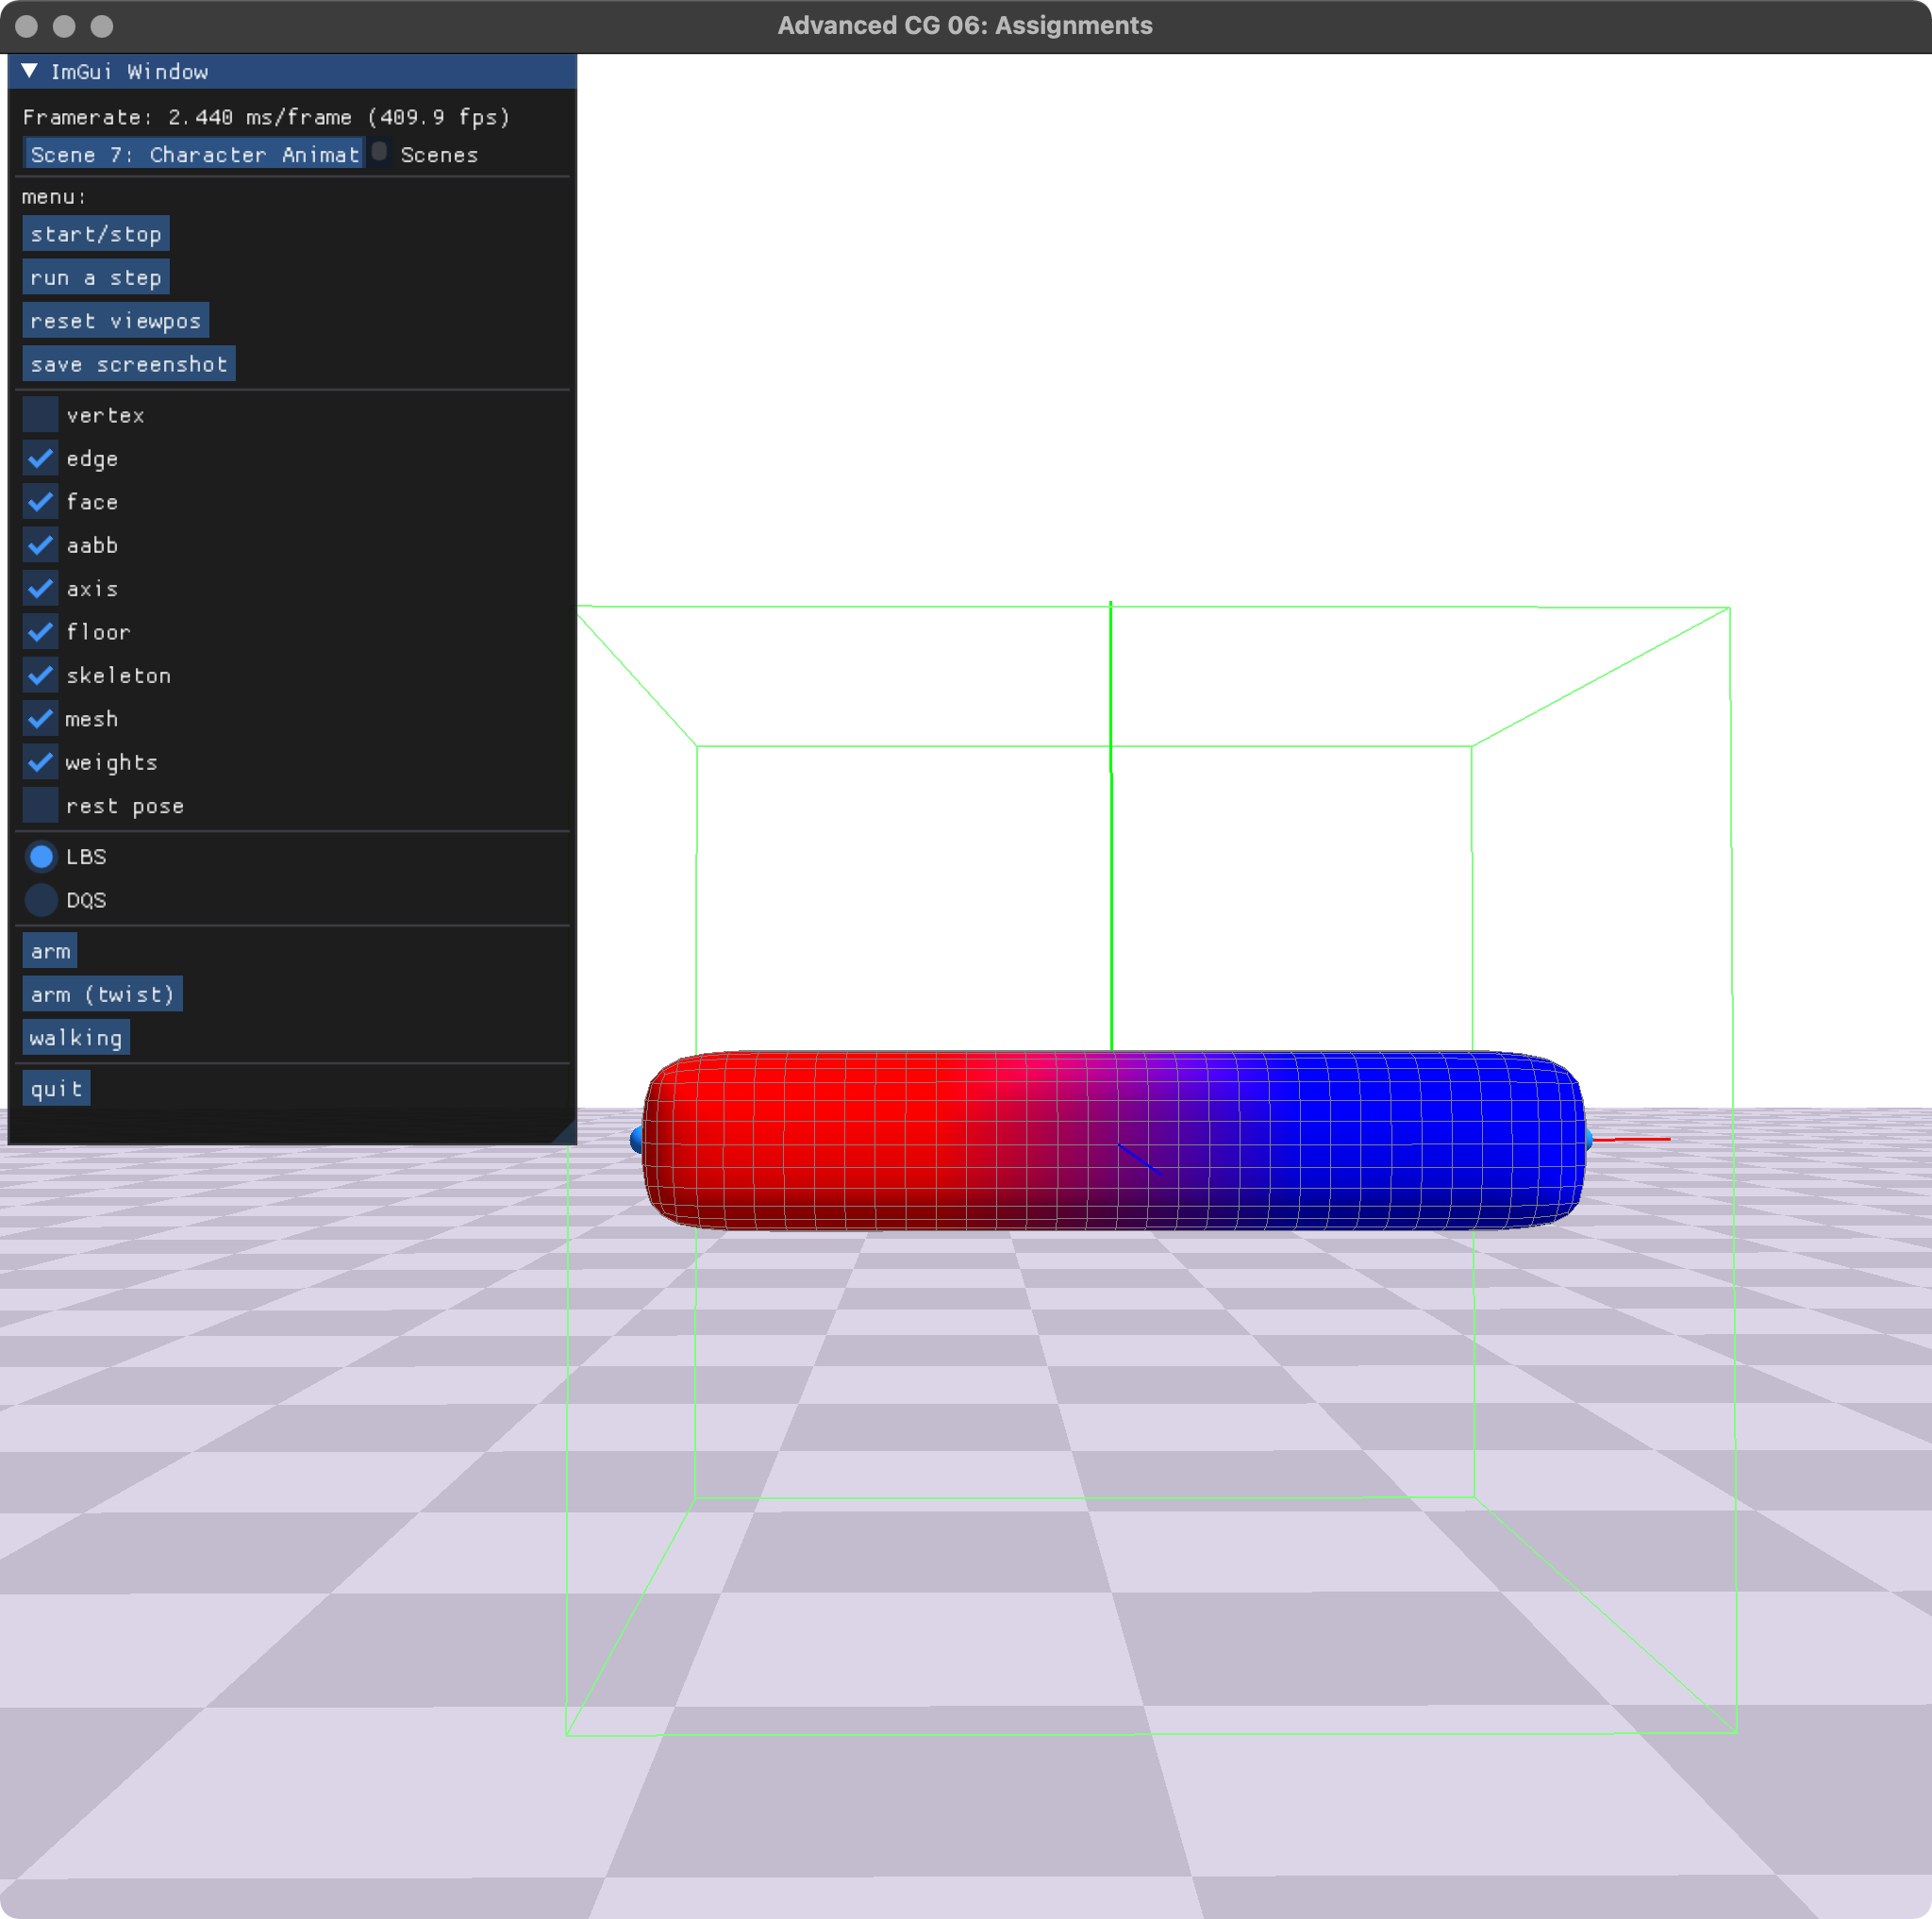 Advanced CG 06: Assignments
ImGui Window
Framerate: 2.440 ms/frame (409.9 fps)
Scene 7: Character Animat Scenes
menu:
start/stop
run a step
reset viewpos
save screenshot
vertex
edge
face
aabb
axis
floor
skeleton
mesh
weights
rest pose
LBS
DQS
arm
arm (twist)
walking
quit